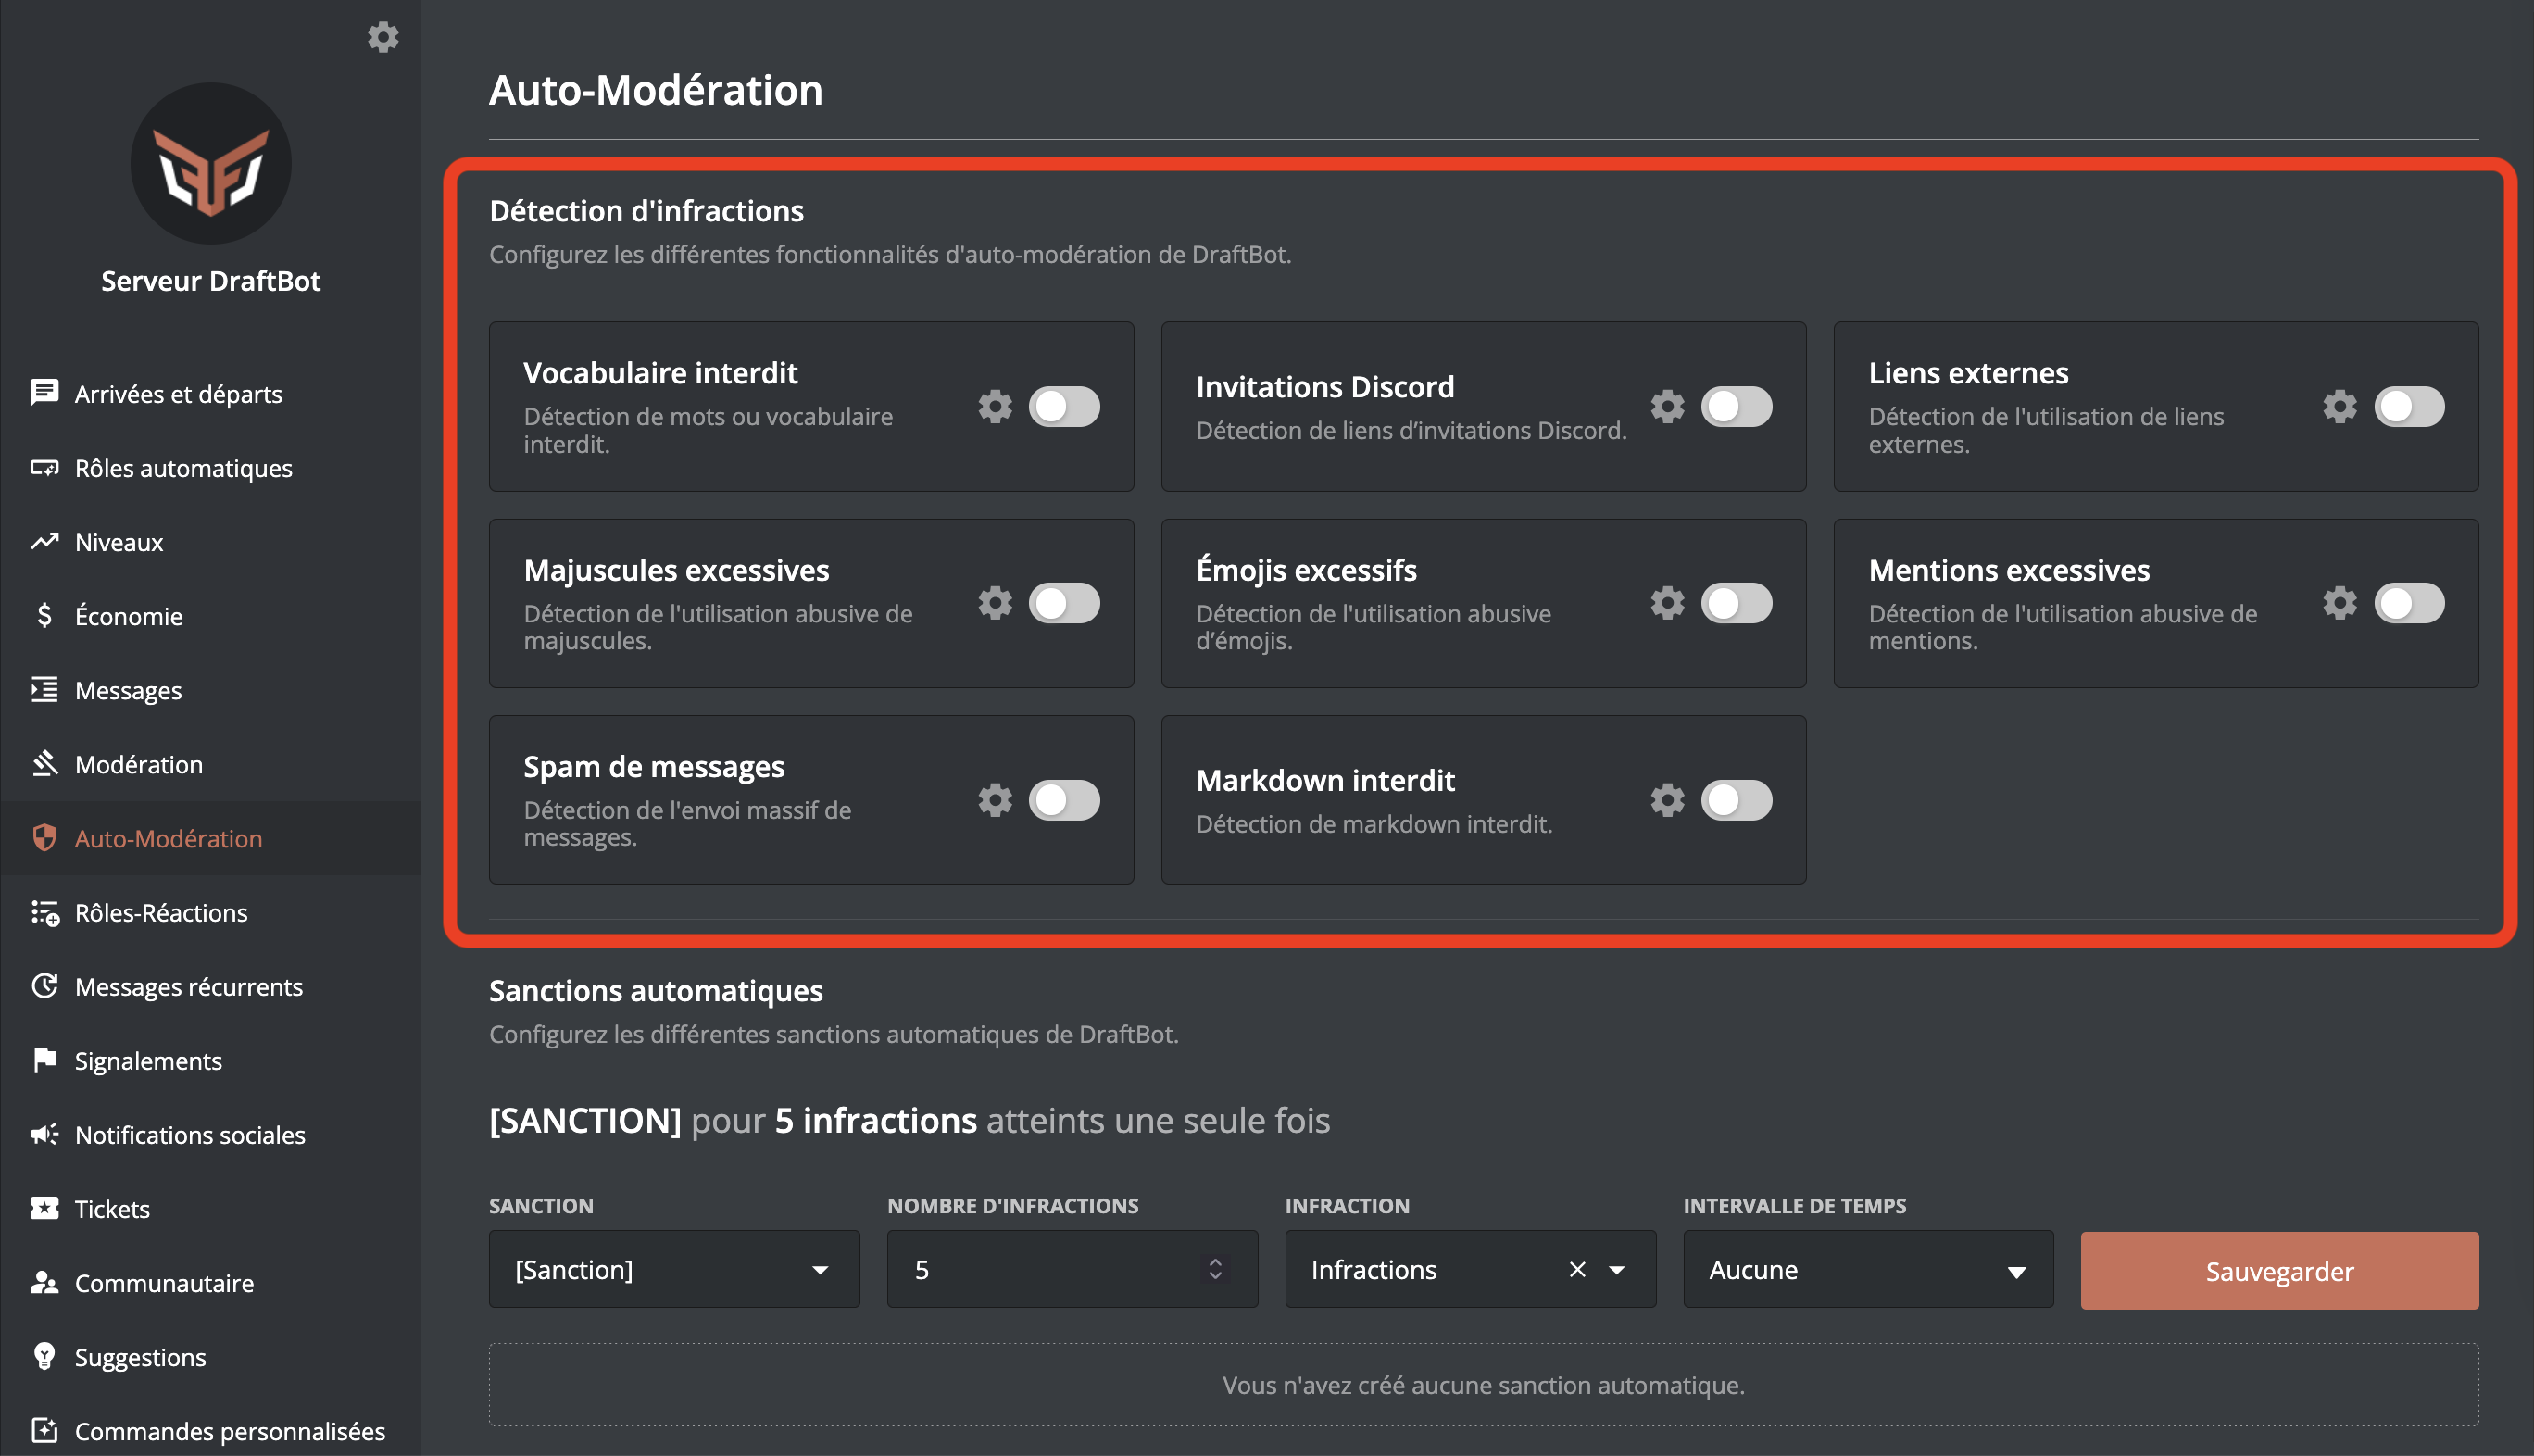 Serveur DraftBot
Arrivées et départs
Rôles automatiques
Niveaux
Économie
Messages
Modération
Auto-Modération
Rôles-Réactions
Messages récurrents
Signalements
Notifications sociales
Tickets
Communautaire
Suggestions
Commandes personnalisées
Auto-Modération
Détection d'infractions
Configurez les différentes fonctionnalités d'auto-modération de DraftBot.
Vocabulaire interdit
Détection de mots ou vocabulaire
interdit.
Invitations Discord
Détection de liens d’invitations Discord.
Liens externes
Détection de l'utilisation de liens
externes.
Majuscules excessives
Détection de l'utilisation abusive de
majuscules.
Émojis excessifs
Détection de l'utilisation abusive
d’émojis.
Mentions excessives
Détection de l'utilisation abusive de
mentions.
Spam de messages
Détection de l'envoi massif de
messages.
Markdown interdit
Détection de markdown interdit.
Sanctions automatiques
Configurez les différentes sanctions automatiques de DraftBot.
[SANCTION] pour 5 infractions atteints une seule fois
SANCTION
[Sanction]
NOMBRE D'INFRACTIONS
5
INFRACTION
Infractions
INTERVALLE DE TEMPS
Aucune
Sauvegarder
Vous n'avez créé aucune sanction automatique.